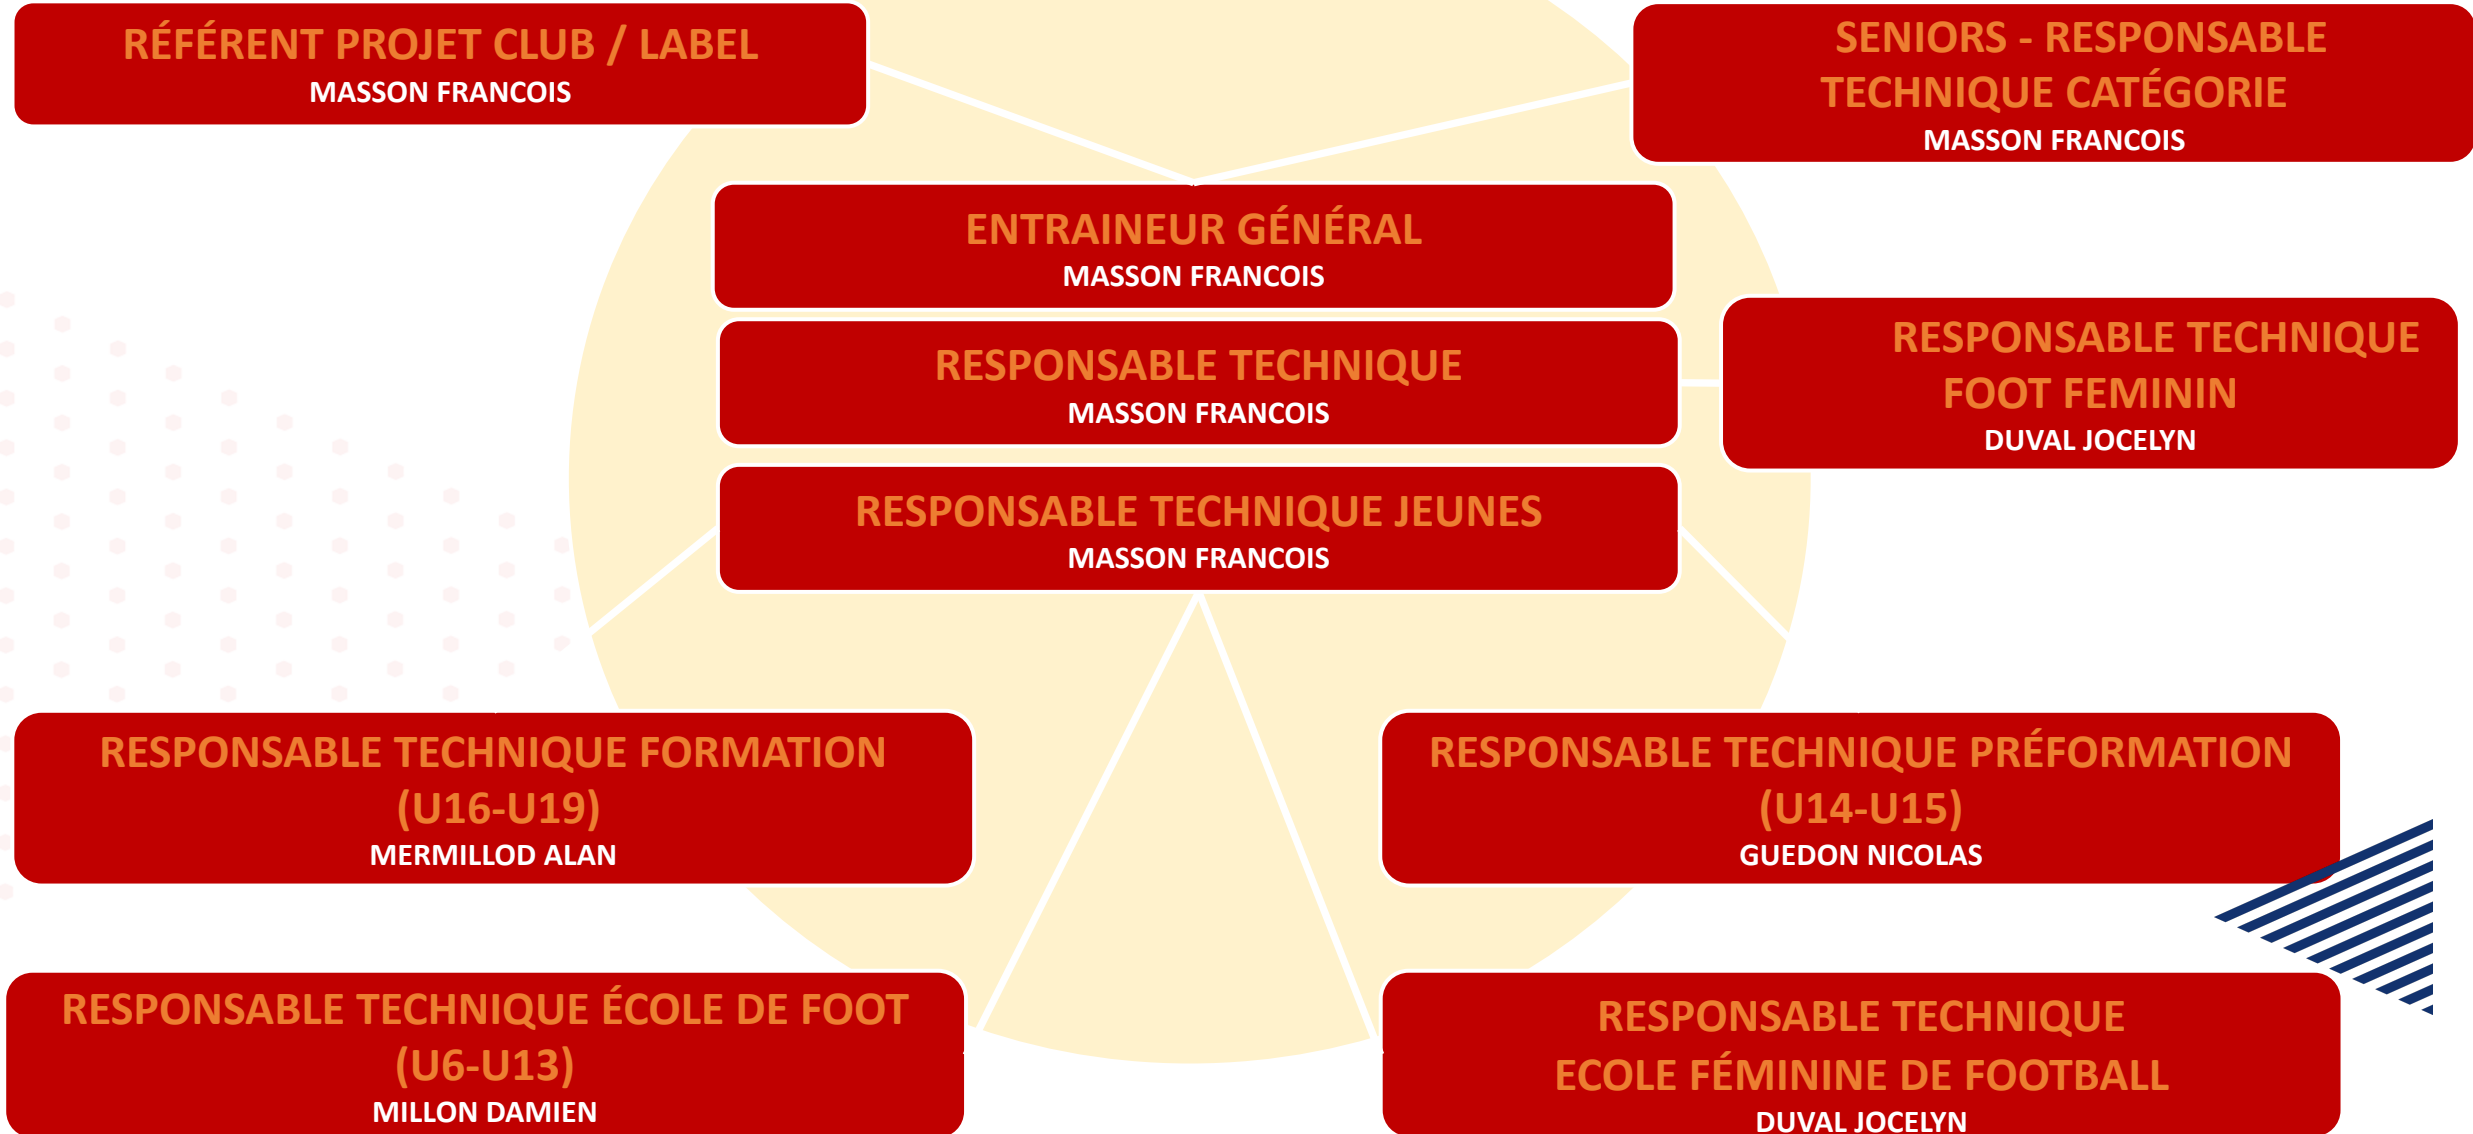 RÉFÉRENT PROJET CLUB / LABEL
MASSON FRANCOIS
SENIORS - RESPONSABLE
TECHNIQUE CATÉGORIE
MASSON FRANCOIS
ENTRAINEUR GÉNÉRAL
MASSON FRANCOIS
RESPONSABLE TECHNIQUE
MASSON FRANCOIS
RESPONSABLE TECHNIQUE
FOOT FEMININ
DUVAL JOCELYN
RESPONSABLE TECHNIQUE JEUNES
MASSON FRANCOIS
RESPONSABLE TECHNIQUE FORMATION
(U16-U19)
MERMILLOD ALAN
RESPONSABLE TECHNIQUE PRÉFORMATION
(U14-U15)
GUEDON NICOLAS
RESPONSABLE TECHNIQUE ÉCOLE DE FOOT
(U6-U13)
MILLON DAMIEN
RESPONSABLE TECHNIQUE
ECOLE FÉMININE DE FOOTBALL
DUVAL JOCELYN